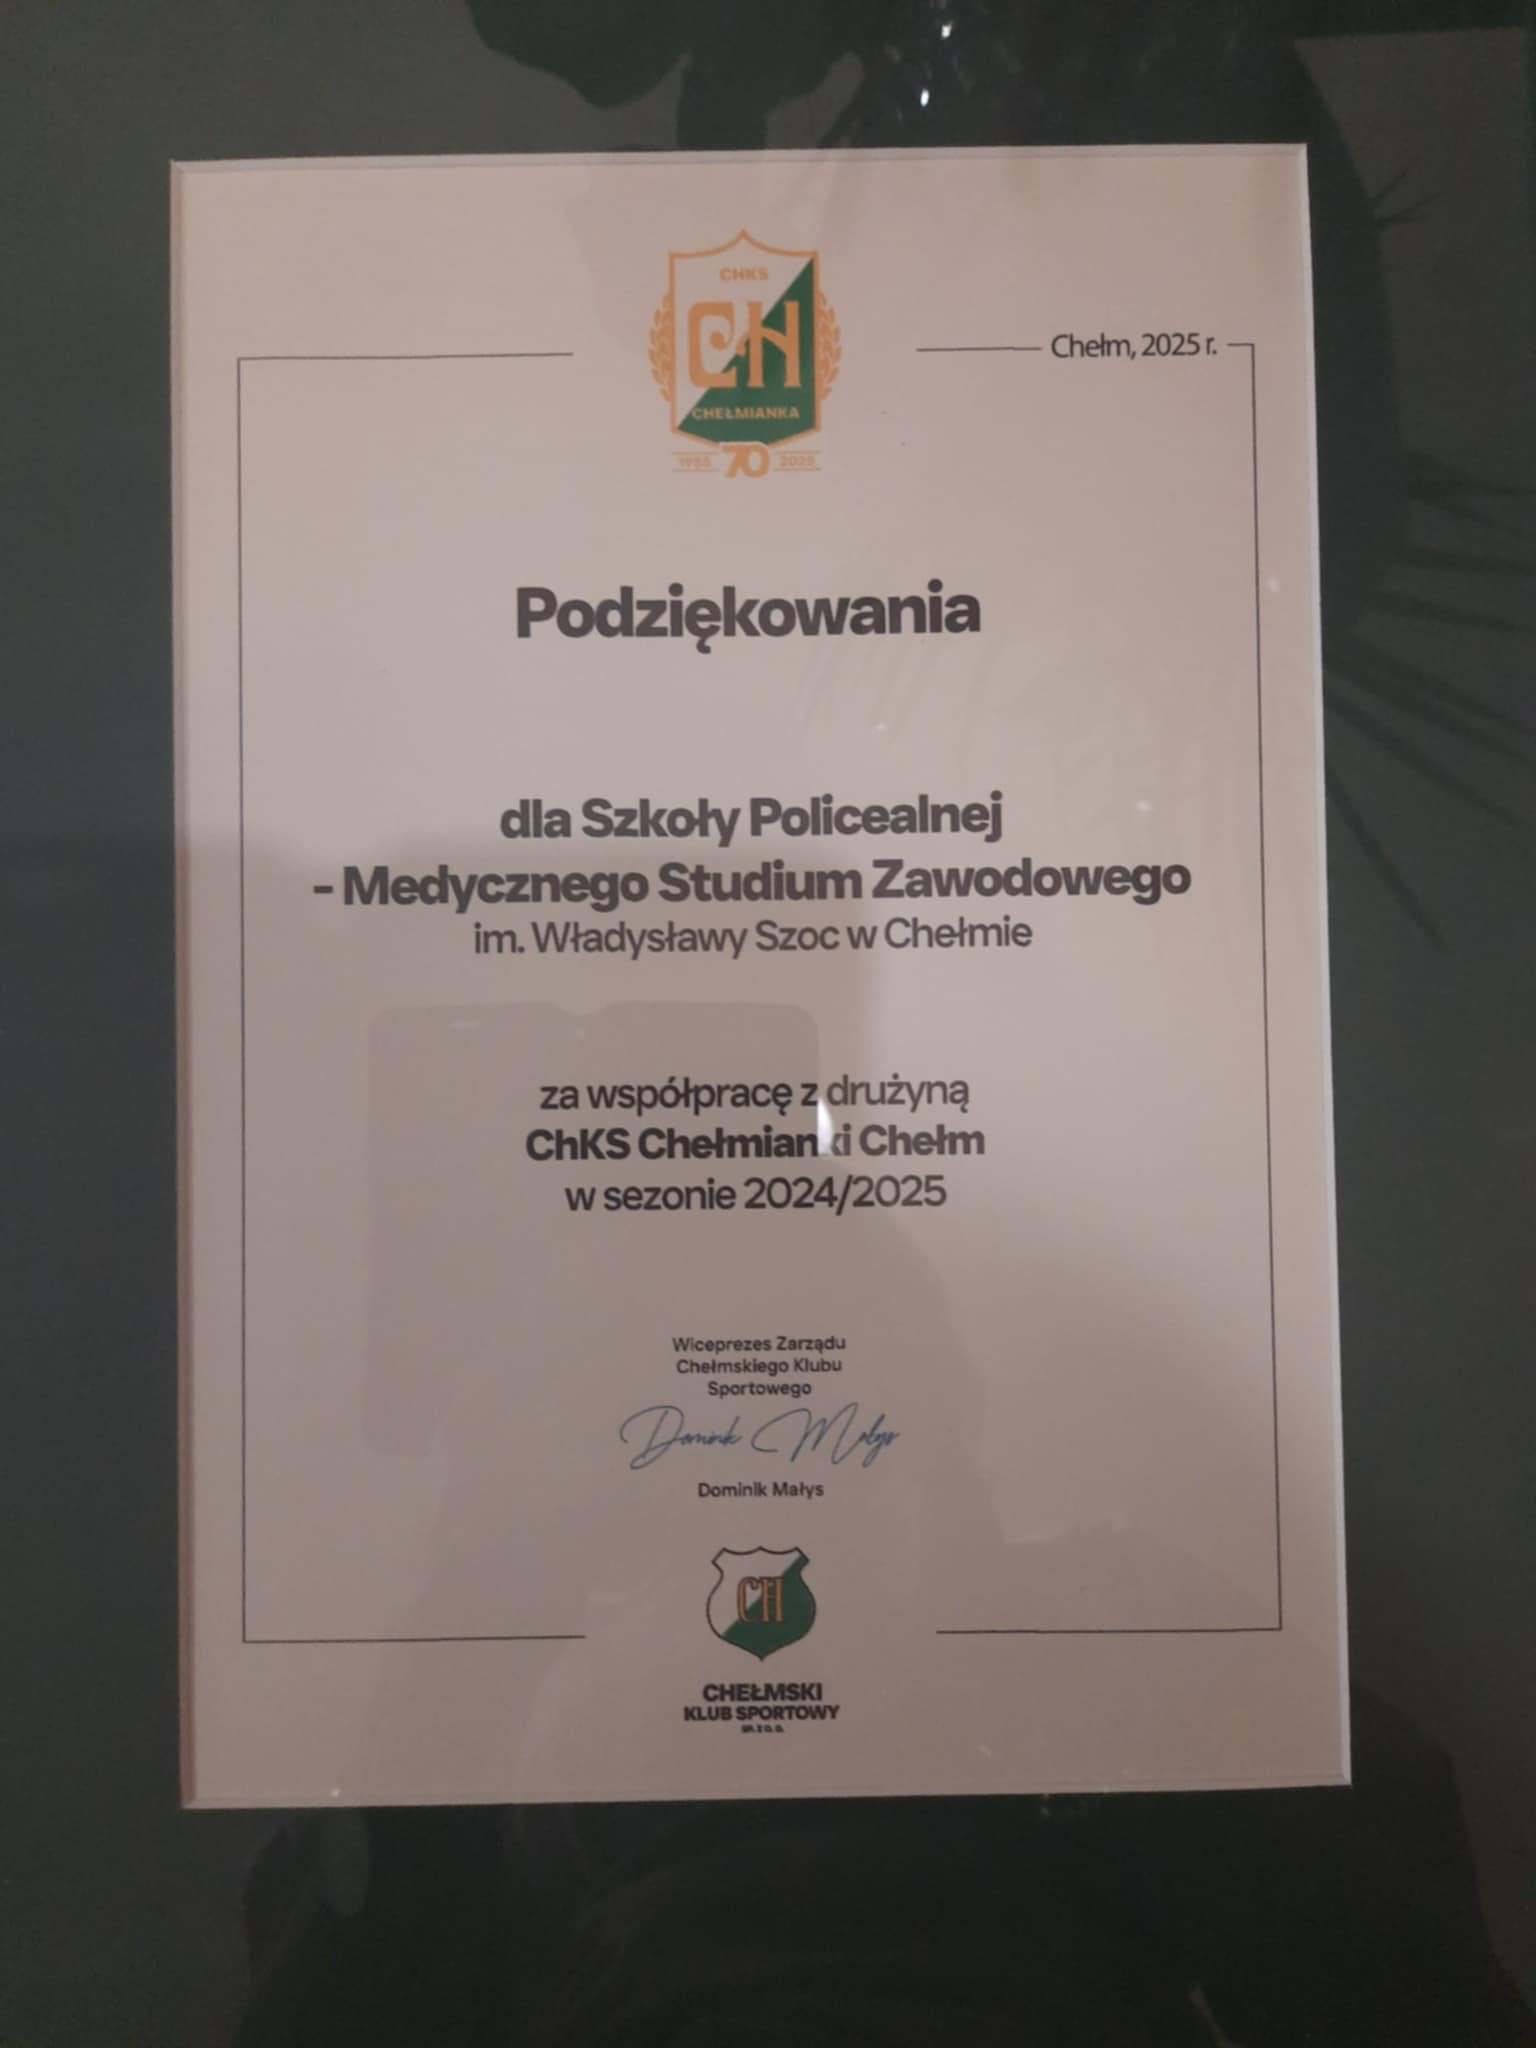 CHKS
CH
CHEŁMIANKA
1955 70 2025
Chełm, 2025 r.
Podziękowania
dla Szkoły Policealnej
- Medycznego Studium Zawodowego
im. Władysławy Szoc w Chełmie
za współpracę z drużyną
ChKS Chełmianki Chełm
w sezonie 2024/2025
Wiceprezes Zarządu
Chełmskiego Klubu
Sportowego
Dominik Małys
Dominik Małys
CH
CHEŁMSKI
KLUB SPORTOWY
SP. Z O. O.